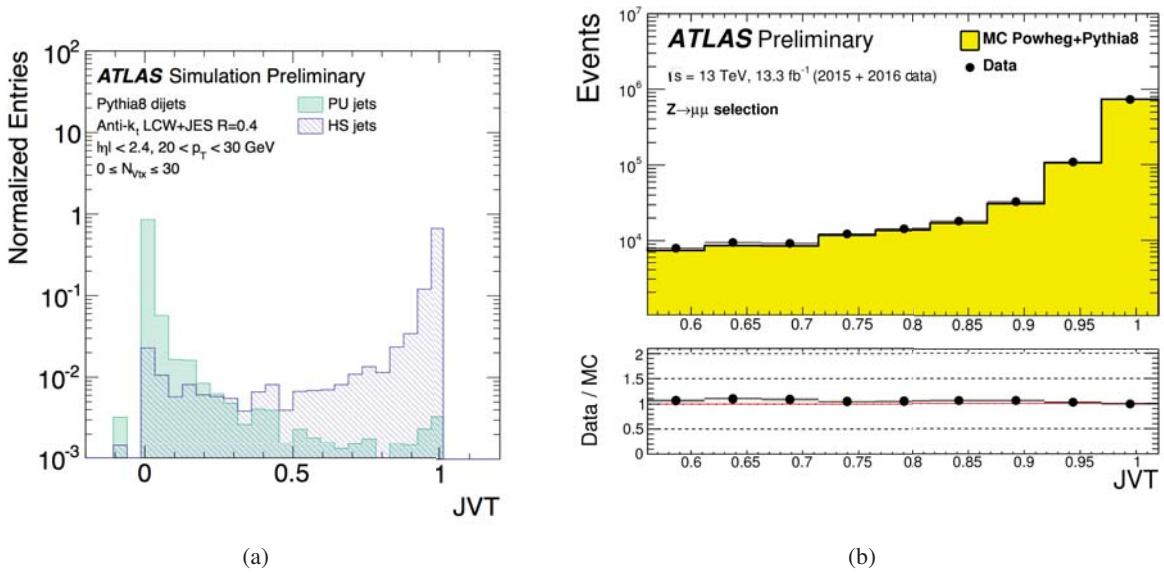 10²
10
1
10⁻¹
10⁻²
10⁻³
Normalized Entries
ATLAS Simulation Preliminary
Pythia8 dijets
Anti-kₜ LCW+JES R=0.4
|η| < 2.4, 20 < p_T < 30 GeV
0 ≤ N_Vtx ≤ 30
PU jets
HS jets
0 0.5 1
JVT
(a)
Events
10⁷
10⁶
10⁵
10⁴
ATLAS Preliminary
√s = 13 TeV, 13.3 fb⁻¹ (2015 + 2016 data)
Z→μμ selection
MC Powheg+Pythia8
Data
0.6 0.65 0.7 0.75 0.8 0.85 0.9 0.95 1
Data / MC
2
1.5
1
0.5
0
0.6 0.65 0.7 0.75 0.8 0.85 0.9 0.95 1
JVT
(b)